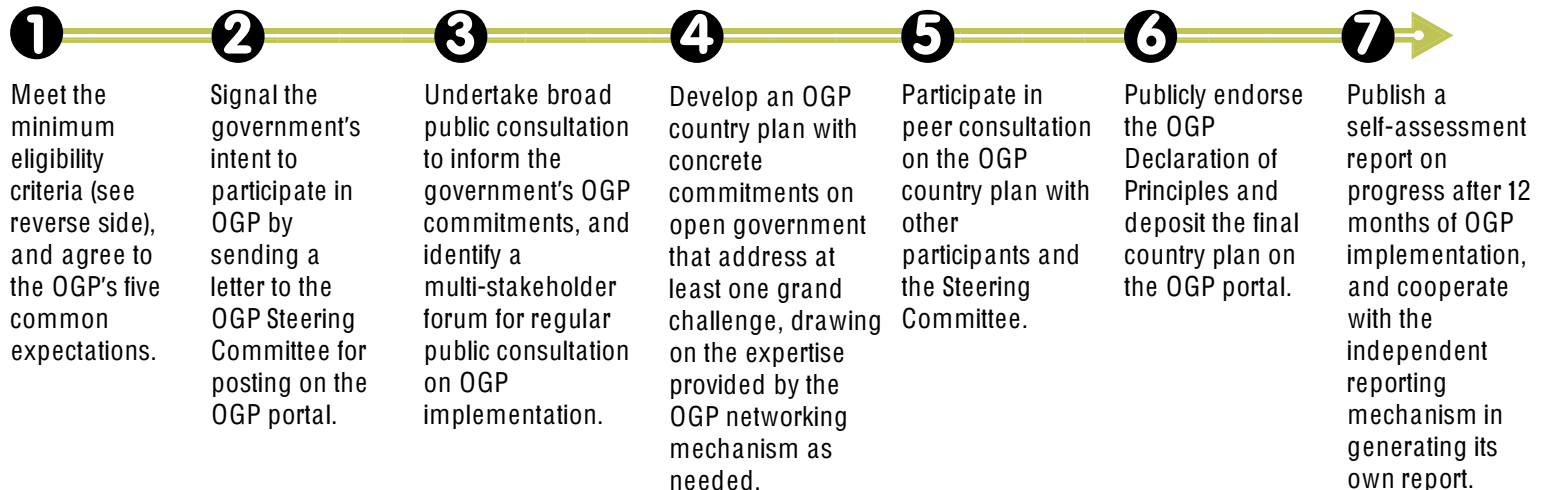 1
Meet the
minimum
eligibility
criteria (see
reverse side),
and agree to
the OGP's five
common
expectations.
2
Signal the
government's
intent to
participate in
OGP by
sending a
letter to the
OGP Steering
Committee for
posting on the
OGP portal.
3
Undertake broad
public consultation
to inform the
government's OGP
commitments, and
identify a
multi-stakeholder
forum for regular
public consultation
on OGP
implementation.
4
Develop an OGP
country plan with
concrete
commitments on
open government
that address at
least one grand
challenge, drawing
on the expertise
provided by the
OGP networking
mechanism as
needed.
5
Participate in
peer consultation
on the OGP
country plan with
other
participants and
the Steering
Committee.
6
Publicly endorse
the OGP
Declaration of
Principles and
deposit the final
country plan on
the OGP portal.
7
Publish a
self-assessment
report on
progress after 12
months of OGP
implementation,
and cooperate
with the
independent
reporting
mechanism in
generating its
own report.